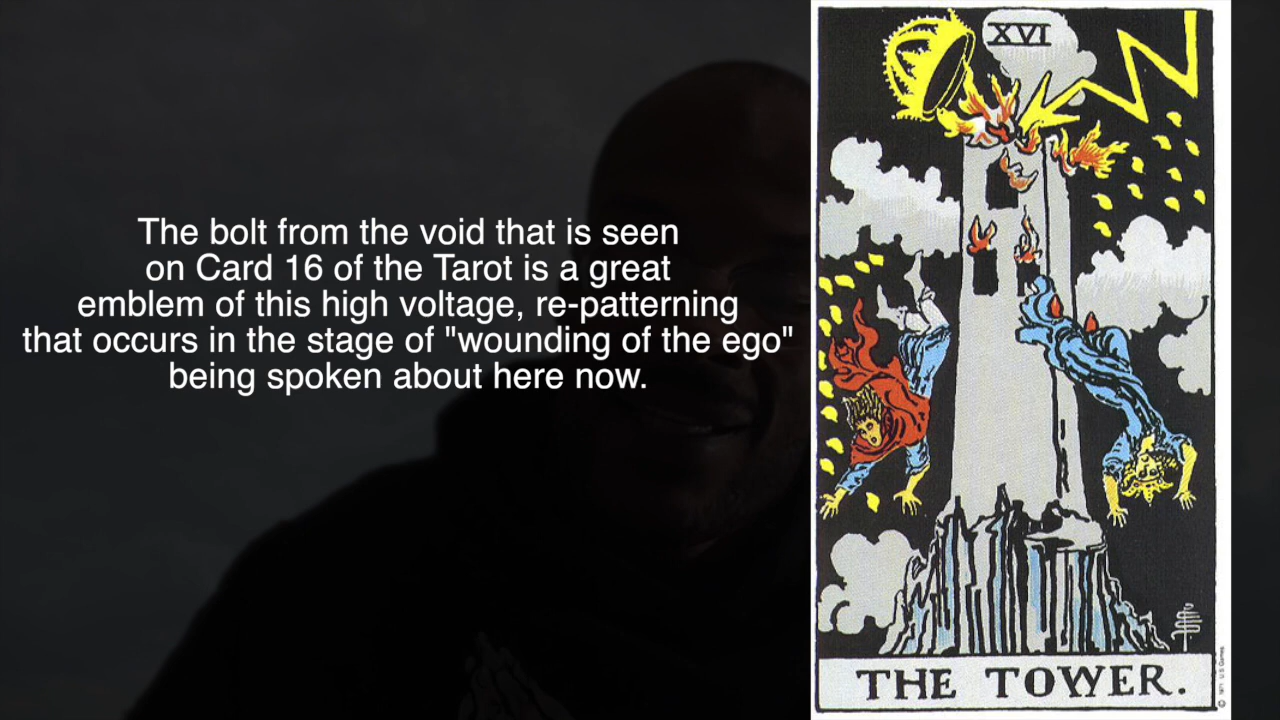 The bolt from the void that is seen
on Card 16 of the Tarot is a great
emblem of this high voltage, re-patterning
that occurs in the stage of "wounding of the ego"
being spoken about here now.
XVI
THE TOWER.
© 1971 U.S Games